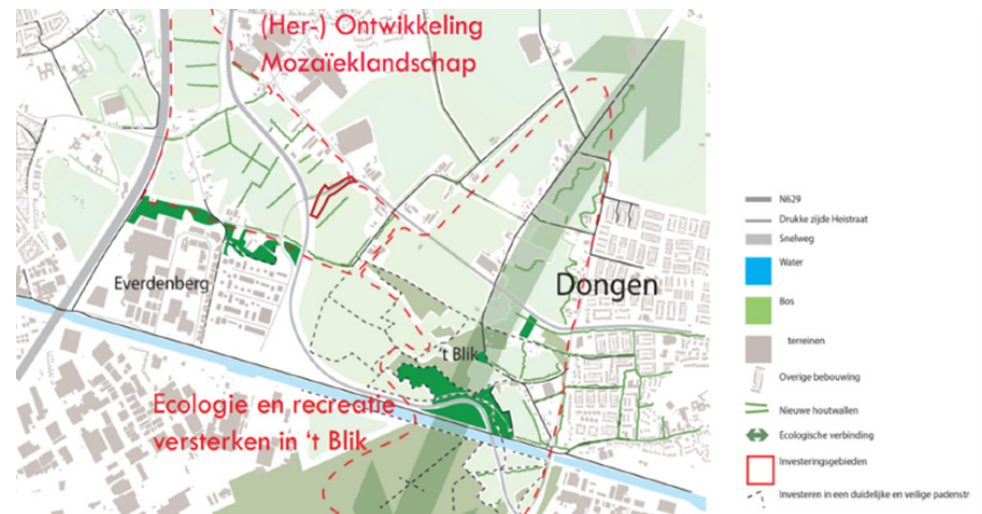 (Her-) Ontwikkeling
Mozaïeklandschap
Everdenberg
Dongen
't Blik
Ecologie en recreatie
versterken in 't Blik
N629
Drukke zijde Heistraat
Snelweg
Water
Bos
terreinen
Overige bebouwing
Nieuwe houtwallen
Ecologische verbinding
Investeringsgebieden
Investeren in een duidelijke en veilige padenstr